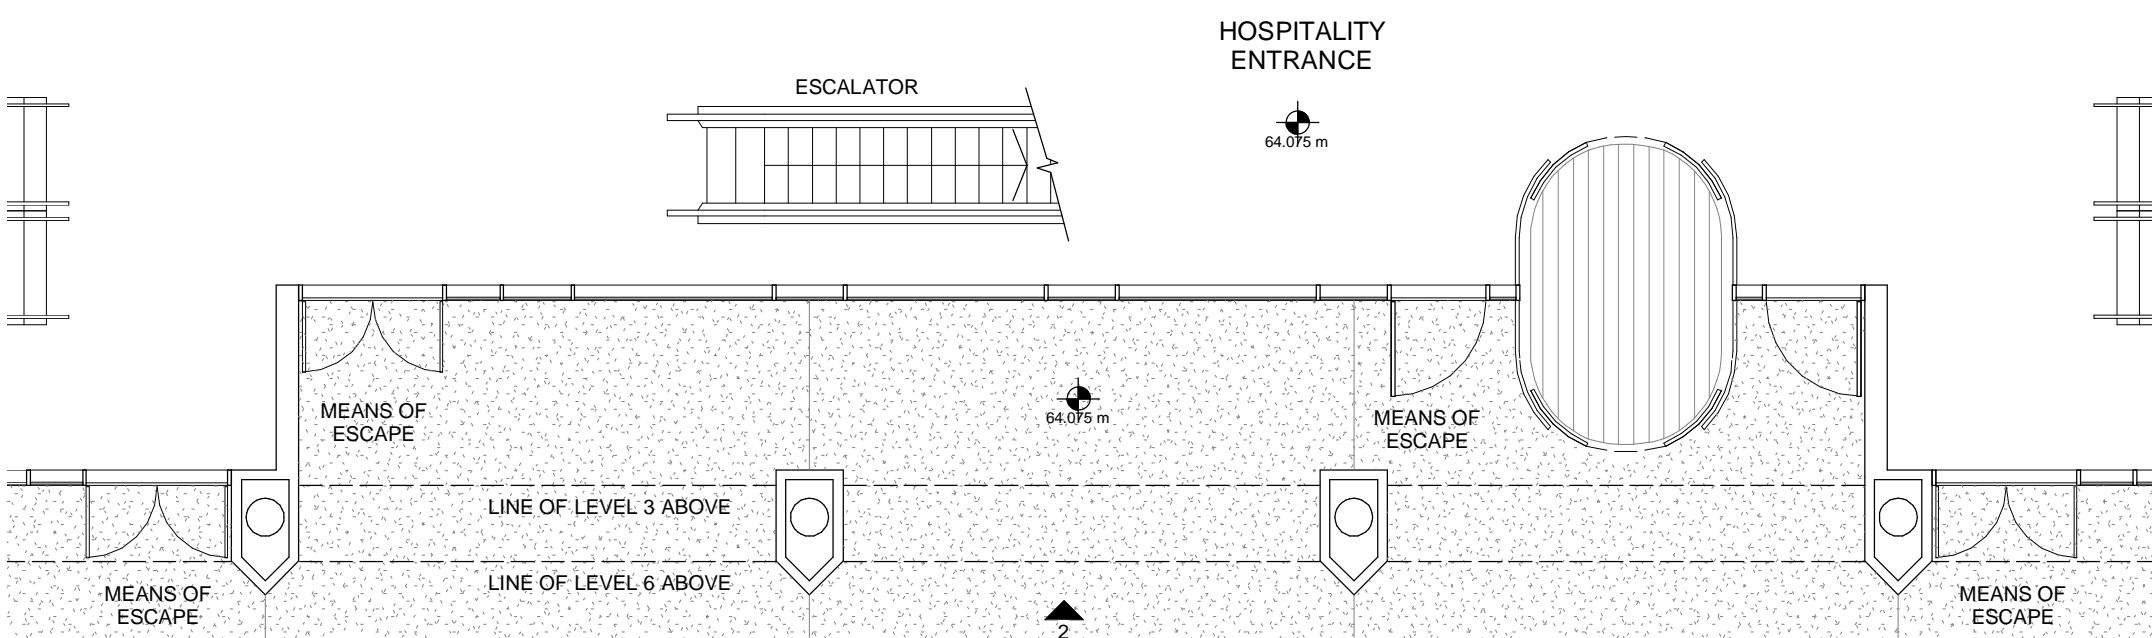 HOSPITALITY
ENTRANCE
ESCALATOR
64.075 m
64.075 m
MEANS OF
ESCAPE
MEANS OF
ESCAPE
LINE OF LEVEL 3 ABOVE
LINE OF LEVEL 6 ABOVE
MEANS OF
ESCAPE
MEANS OF
ESCAPE
2